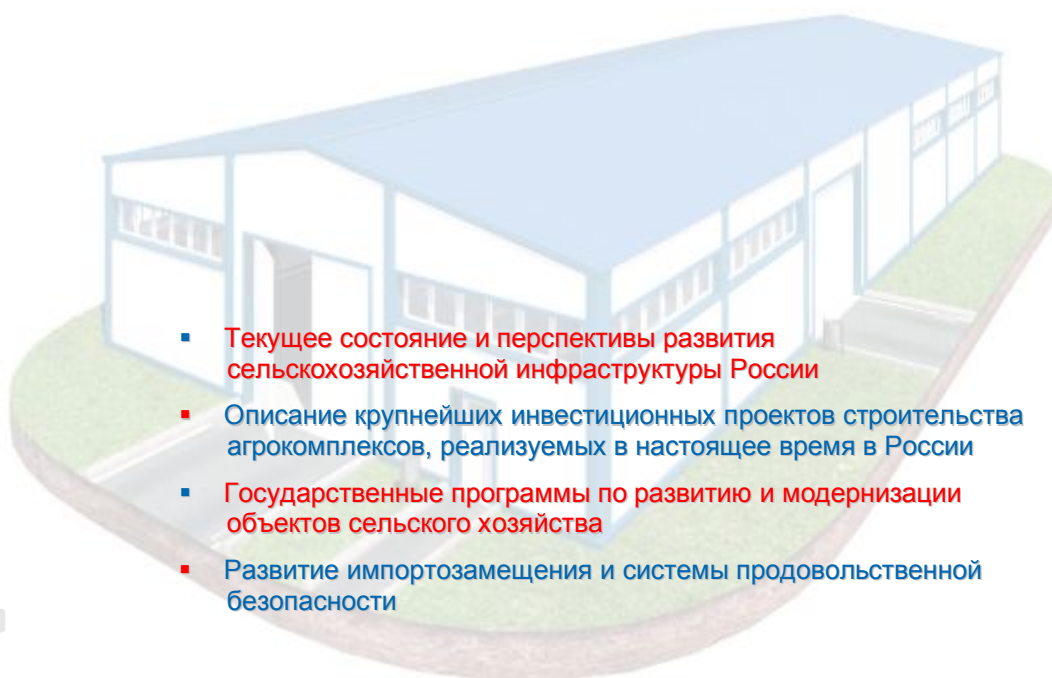 ▪ Текущее состояние и перспективы развития
сельскохозяйственной инфраструктуры России
▪ Описание крупнейших инвестиционных проектов строительства
агрокомплексов, реализуемых в настоящее время в России
▪ Государственные программы по развитию и модернизации
объектов сельского хозяйства
▪ Развитие импортозамещения и системы продовольственной
безопасности